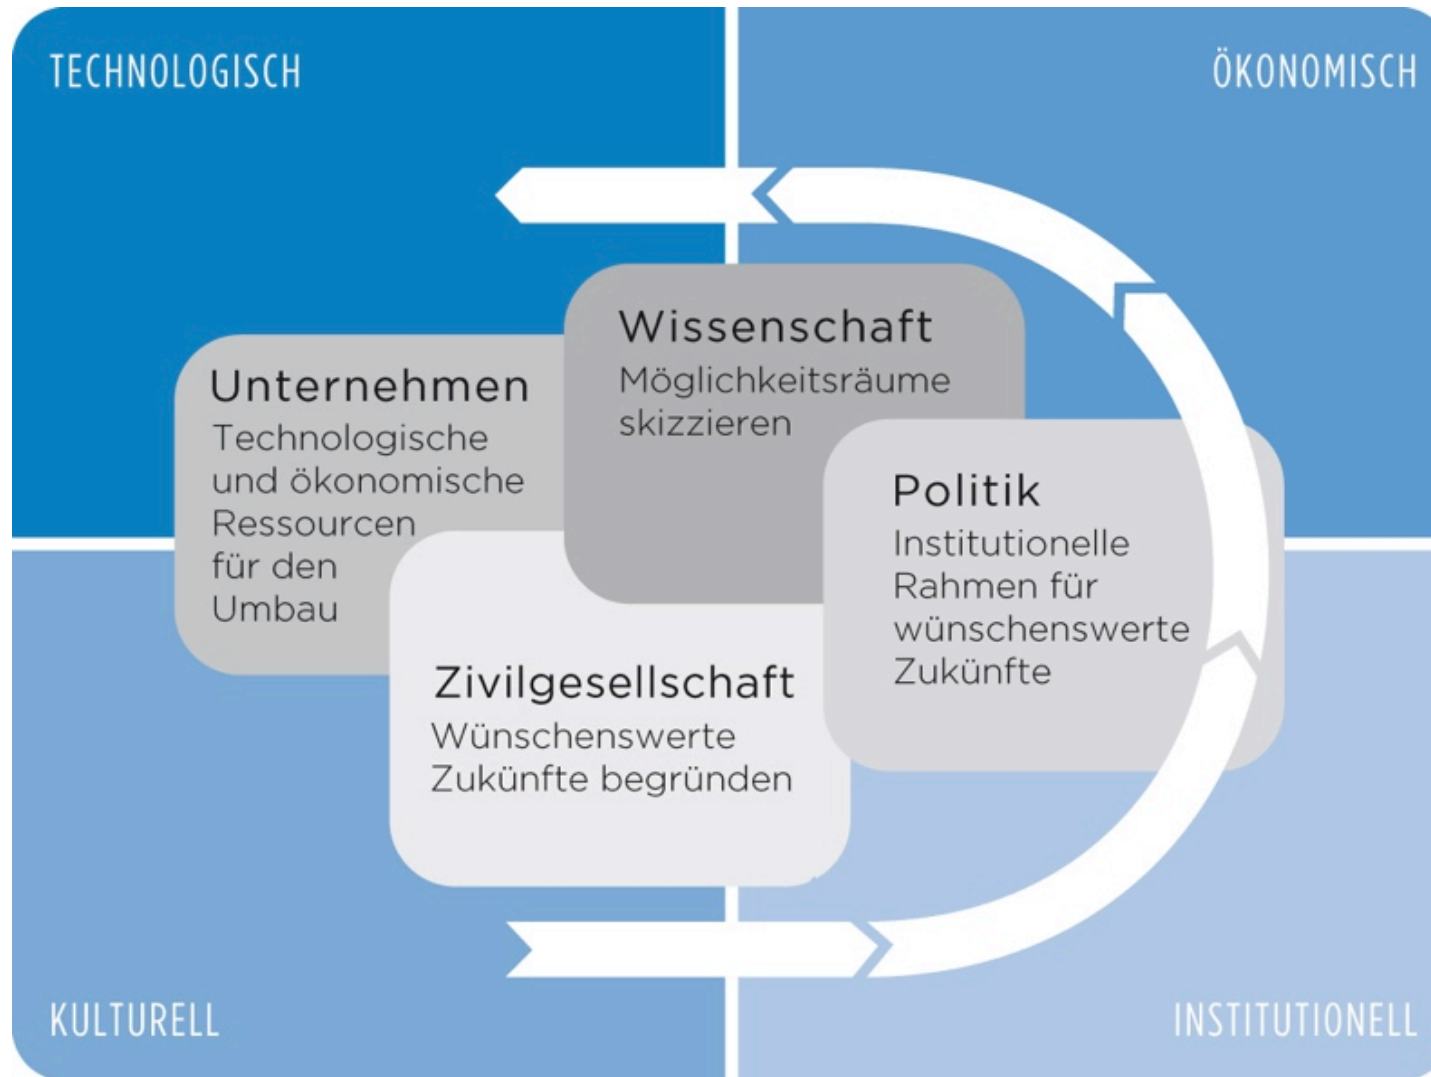 TECHNOLOGISCH
ÖKONOMISCH
Wissenschaft
Möglichkeitsräume
skizzieren
Unternehmen
Technologische
und ökonomische
Ressourcen
für den
Umbau
Politik
Institutionelle
Rahmen für
wünschenswerte
Zukünfte
Zivilgesellschaft
Wünschenswerte
Zukünfte begründen
KULTURELL
INSTITUTIONELL